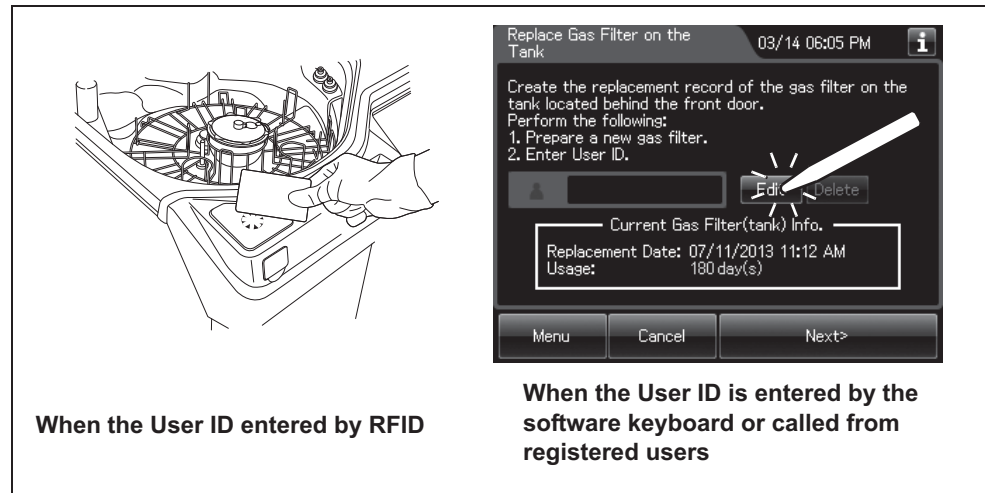 Replace Gas Filter on the
Tank
03/14 06:05 PM
Create the replacement record of the gas filter on the
tank located behind the front door.
Perform the following:
1. Prepare a new gas filter.
2. Enter User ID.
Delete
Current Gas Filter(tank) Info.
Replacement Date: 07/11/2013 11:12 AM
Usage: 180 day(s)
Menu
Cancel
Next>
When the User ID entered by RFID
When the User ID is entered by the
software keyboard or called from
registered users